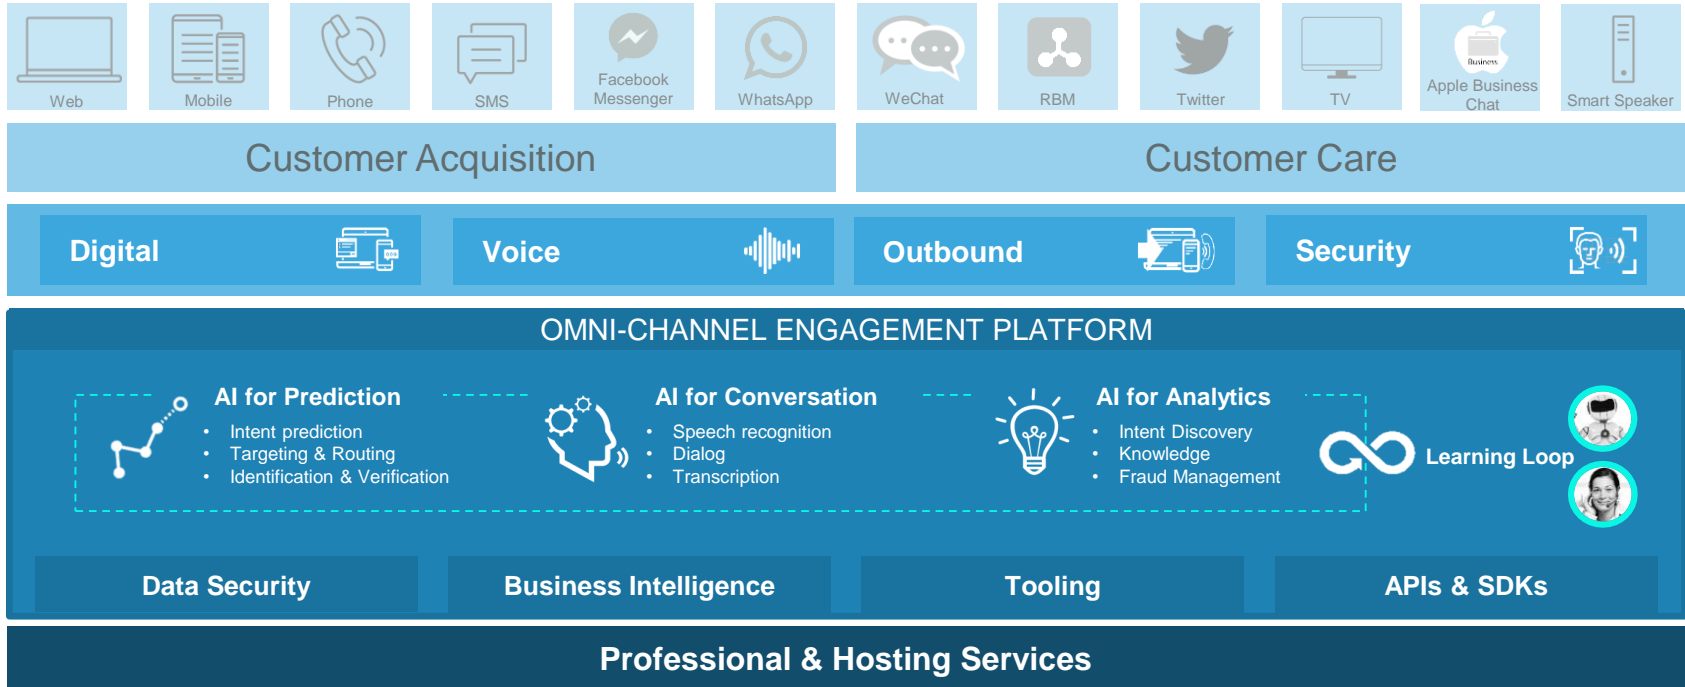 Web
Mobile
Phone
SMS
Facebook
Messenger
WhatsApp
WeChat
RBM
Twitter
TV
Business
Apple Business
Chat
Smart Speaker
Customer Acquisition
Customer Care
Digital
Voice
Outbound
Security
OMNI-CHANNEL ENGAGEMENT PLATFORM
AI for Prediction
• Intent prediction
• Targeting & Routing
• Identification & Verification
AI for Conversation
• Speech recognition
• Dialog
• Transcription
AI for Analytics
• Intent Discovery
• Knowledge
• Fraud Management
Learning Loop
Data Security
Business Intelligence
Tooling
APIs & SDKs
Professional & Hosting Services